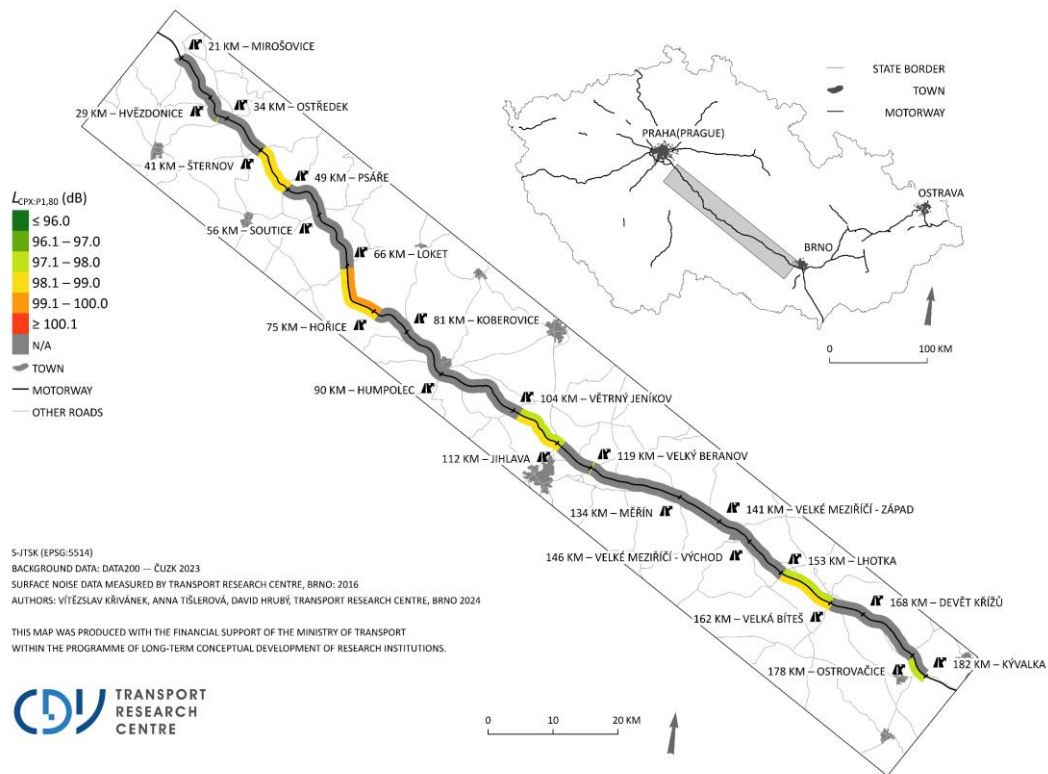 21 KM – MIROŠOVICE
29 KM – HVĚZDONICE
34 KM – OSTŘEDEK
41 KM – ŠTERNOV
49 KM – PSÁŘE
56 KM – SOUTICE
66 KM – LOKET
75 KM – HOŘICE
81 KM – KOBEROVICE
90 KM – HUMPOLEC
104 KM – VĚTRNÝ JENÍKOV
112 KM – JIHLAVA
119 KM – VELKÝ BERANOV
134 KM – MĚŘÍN
141 KM – VELKÉ MEZIŘÍČÍ - ZÁPAD
146 KM – VELKÉ MEZIŘÍČÍ - VÝCHOD
153 KM – LHOTKA
162 KM – VELKÁ BÍTEŠ
168 KM – DEVĚT KŘÍŽŮ
178 KM – OSTROVAČICE
182 KM – KÝVALKA
STATE BORDER
TOWN
MOTORWAY
PRAHA(PRAGUE)
OSTRAVA
BRNO
0 100 KM
LCPX:P1,80 (dB)
≤ 96.0
96.1 – 97.0
97.1 – 98.0
98.1 – 99.0
99.1 – 100.0
≥ 100.1
N/A
TOWN
MOTORWAY
OTHER ROADS
S-JTSK (EPSG:5514)
BACKGROUND DATA: DATA200 — ČUZK 2023
SURFACE NOISE DATA MEASURED BY TRANSPORT RESEARCH CENTRE, BRNO: 2016
AUTHORS: VÍTĚZSLAV KŘIVÁNEK, ANNA TIŠLEROVÁ, DAVID HRUBÝ, TRANSPORT RESEARCH CENTRE, BRNO 2024
THIS MAP WAS PRODUCED WITH THE FINANCIAL SUPPORT OF THE MINISTRY OF TRANSPORT
WITHIN THE PROGRAMME OF LONG-TERM CONCEPTUAL DEVELOPMENT OF RESEARCH INSTITUTIONS.
CDV
TRANSPORT
RESEARCH
CENTRE
0 10 20 KM